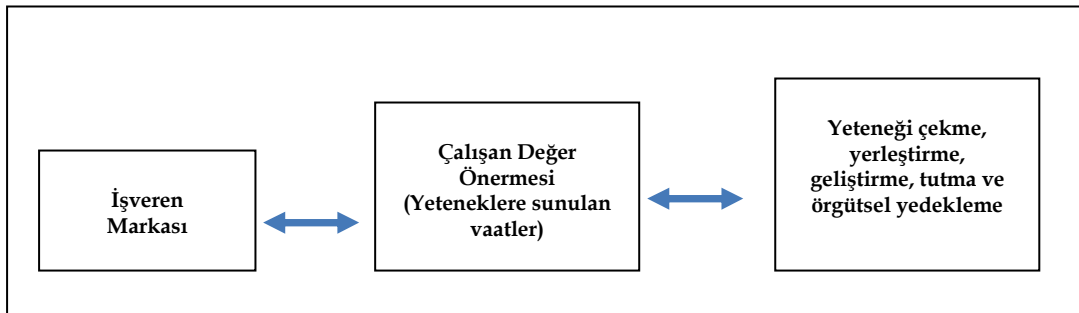 İşveren
Markası
Çalışan Değer
Önermesi
(Yeteneklere sunulan
vaatler)
Yeteneği çekme,
yerleştirme,
geliştirme, tutma ve
örgütsel yedekleme